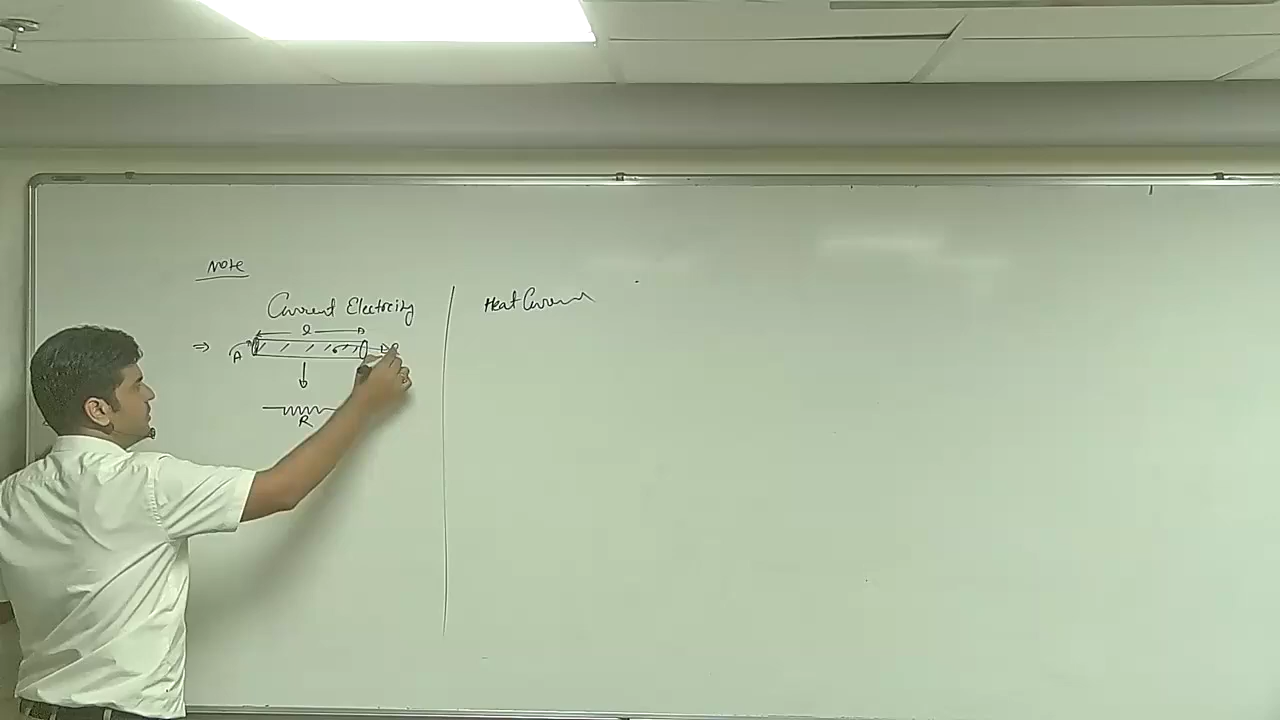 Note
Current Electricity
Heat Current
⇒
l
A
R